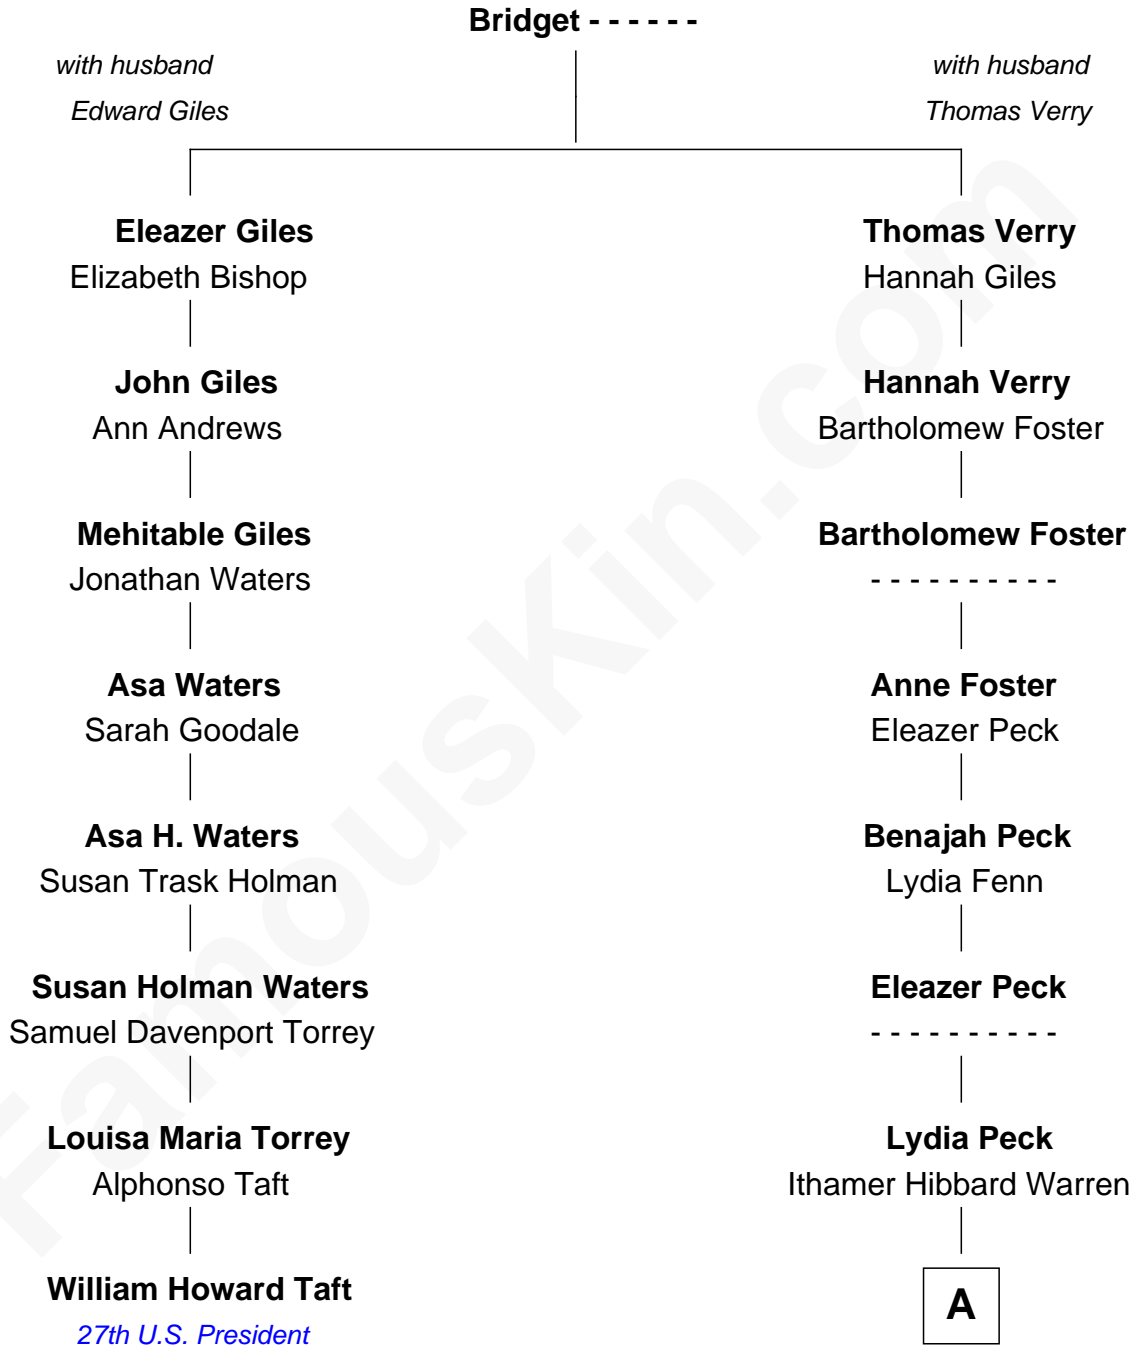 Bridget - - - - - -
with husband
Edward Giles
with husband
Thomas Verry
Eleazer Giles
Elizabeth Bishop
Thomas Verry
Hannah Giles
John Giles
Ann Andrews
Hannah Verry
Bartholomew Foster
Mehitable Giles
Jonathan Waters
Bartholomew Foster
- - - - - - - - - -
Asa Waters
Sarah Goodale
Anne Foster
Eleazer Peck
Asa H. Waters
Susan Trask Holman
Benajah Peck
Lydia Fenn
Susan Holman Waters
Samuel Davenport Torrey
Eleazer Peck
- - - - - - - - - -
Louisa Maria Torrey
Alphonso Taft
Lydia Peck
Ithamer Hibbard Warren
William Howard Taft
27th U.S. President
A
FamousKin.com